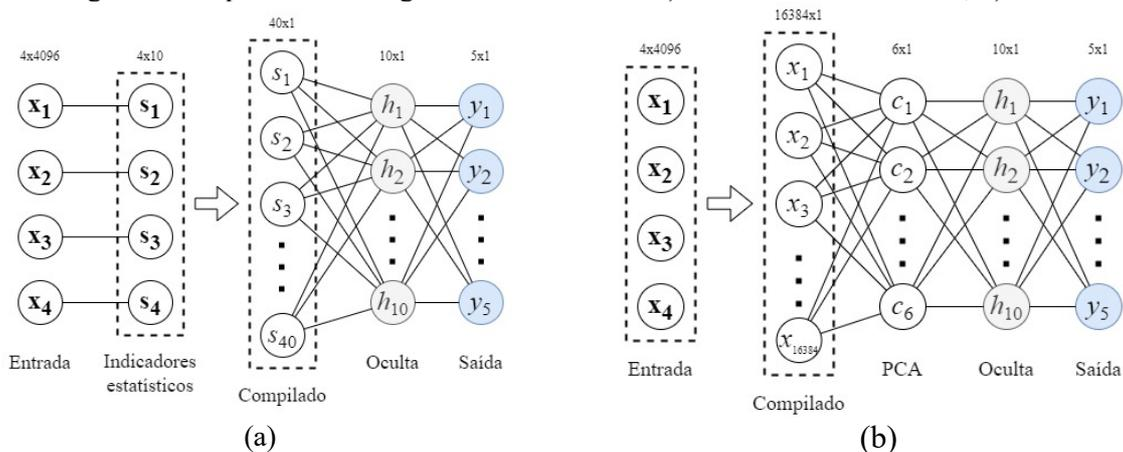 40x1
16384x1
4x4096
4x10
10x1
5x1
4x4096
6x1
10x1
5x1
x1
s1
s1
h1
y1
x1
x1
c1
h1
y1
x2
s2
s2
h2
y2
x2
x2
c2
h2
y2
x3
s3
s3
x3
x3
x4
s4
s40
h10
y5
x4
x16384
c6
h10
y5
Entrada
Indicadores
estatísticos
Compilado
Oculta
Saída
Entrada
Compilado
PCA
Oculta
Saída
(a)
(b)